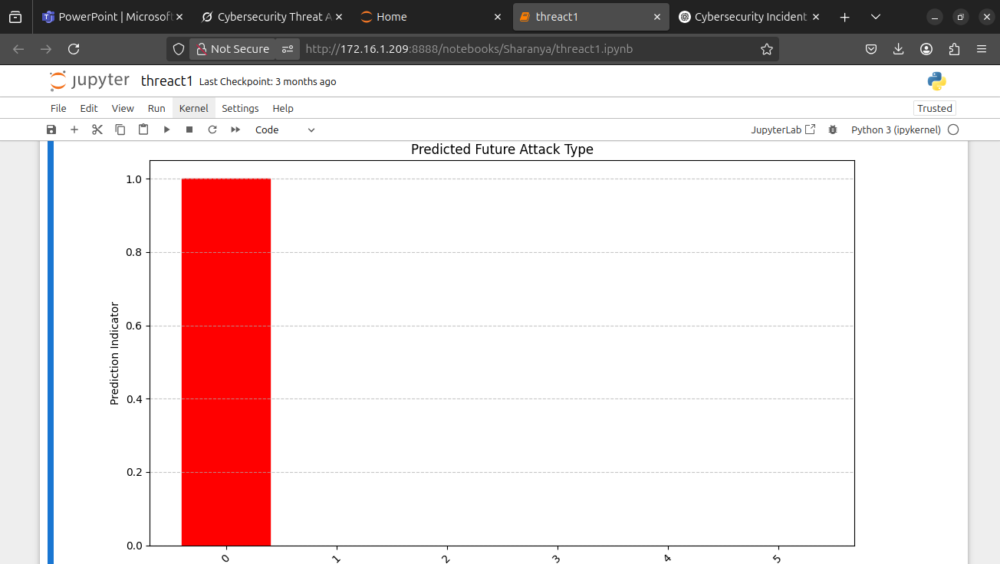 PowerPoint | Microsoft
Cybersecurity Threat A
Home
threact1
Cybersecurity Incident
Not Secure
http://172.16.1.209:8888/notebooks/Sharanya/threact1.ipynb
jupyter threact1 Last Checkpoint: 3 months ago
File Edit View Run Kernel Settings Help Trusted
Code JupyterLab Python 3 (ipykernel)
Predicted Future Attack Type
1.0
0.8
0.6
0.4
0.2
0.0
Prediction Indicator
0 1 2 3 4 5